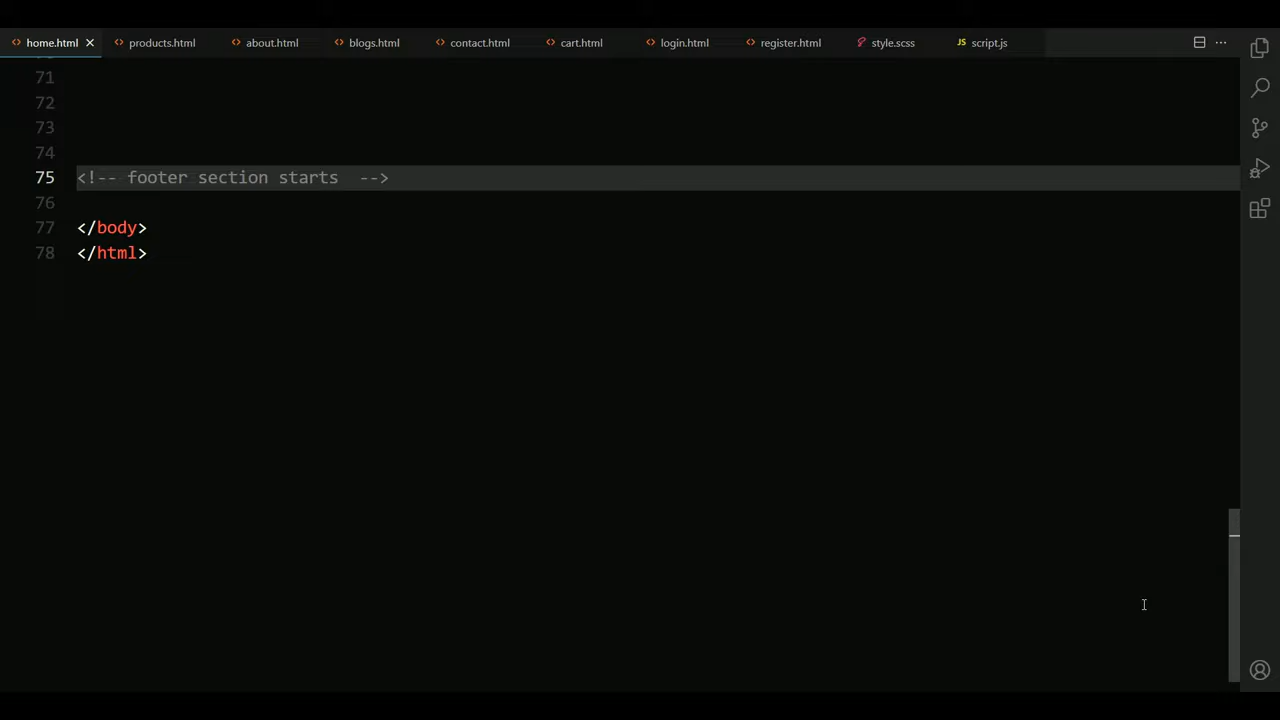 home.html products.html about.html blogs.html contact.html cart.html login.html register.html style.scss JS script.js
71
72
73
74
75 <!-- footer section starts  -->
76
77 </body>
78 </html>